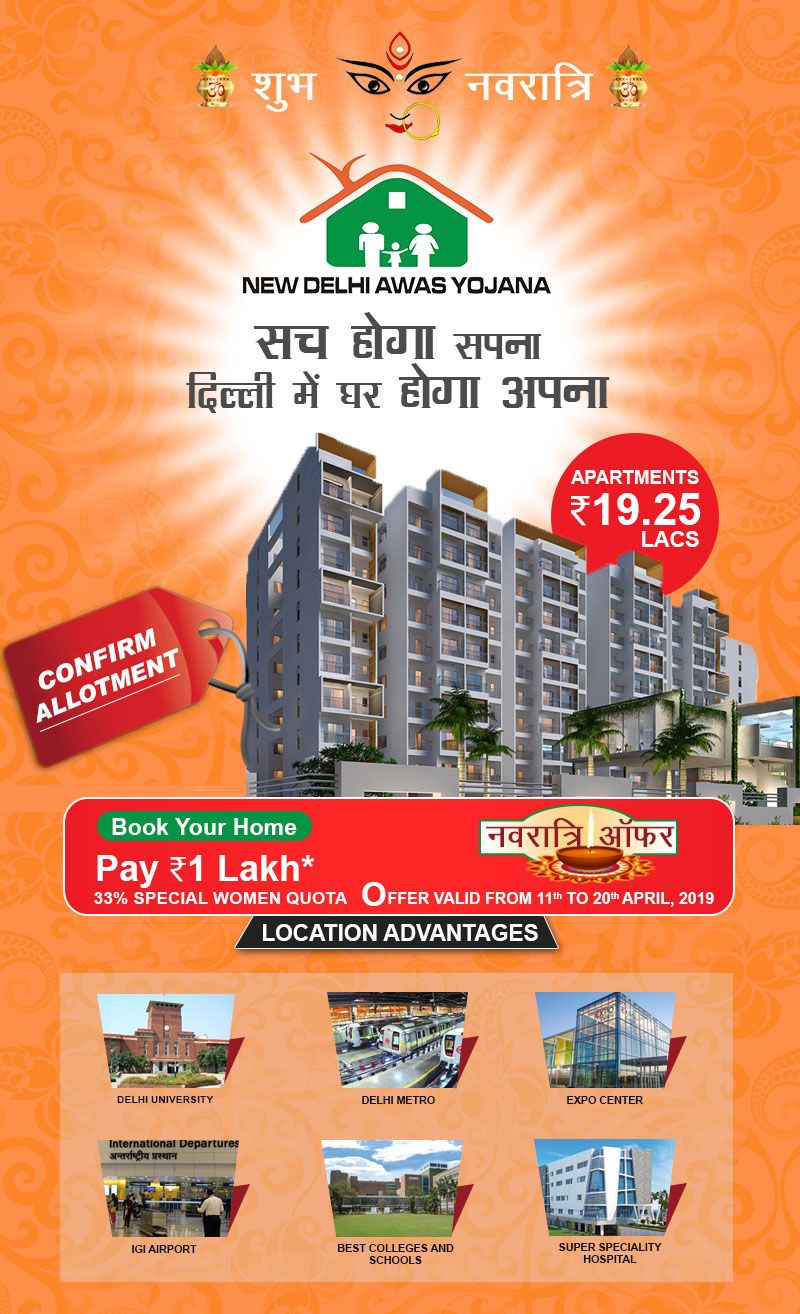 शुभ नवरात्रि
NEW DELHI AWAS YOJANA
सच होगा सपना
दिल्ली में घर होगा अपना
APARTMENTS
₹19.25
LACS
CONFIRM
ALLOTMENT
Book Your Home
नवरात्रि ऑफर
Pay ₹1 Lakh*
33% SPECIAL WOMEN QUOTA OFFER VALID FROM 11th TO 20th APRIL, 2019
LOCATION ADVANTAGES
DELHI UNIVERSITY
DELHI METRO
EXPO CENTER
International Departures
अन्तर्राष्ट्रीय प्रस्थान
IGI AIRPORT
BEST COLLEGES AND
SCHOOLS
SUPER SPECIALITY
HOSPITAL